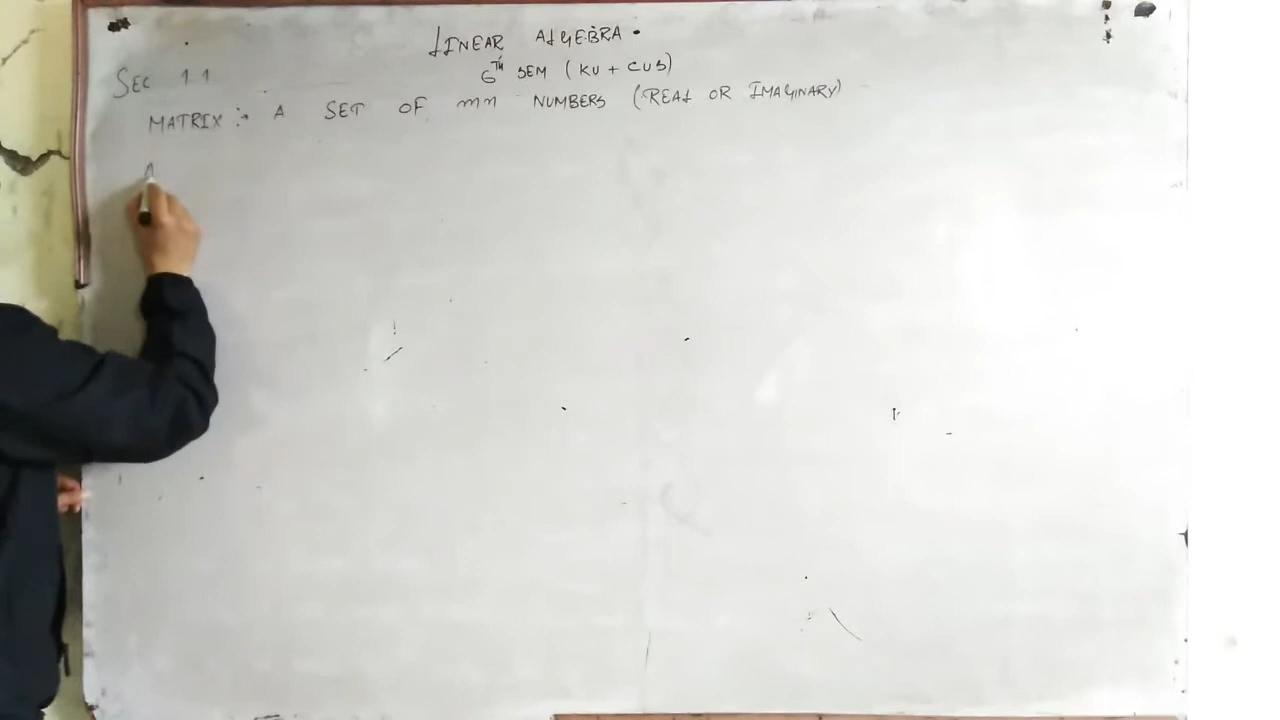 LINEAR ALGEBRA.
6TH SEM (KU + CUS)
SEC 1.1
MATRIX :- A SET OF mn NUMBERS (REAL OR IMAGINARY)
A